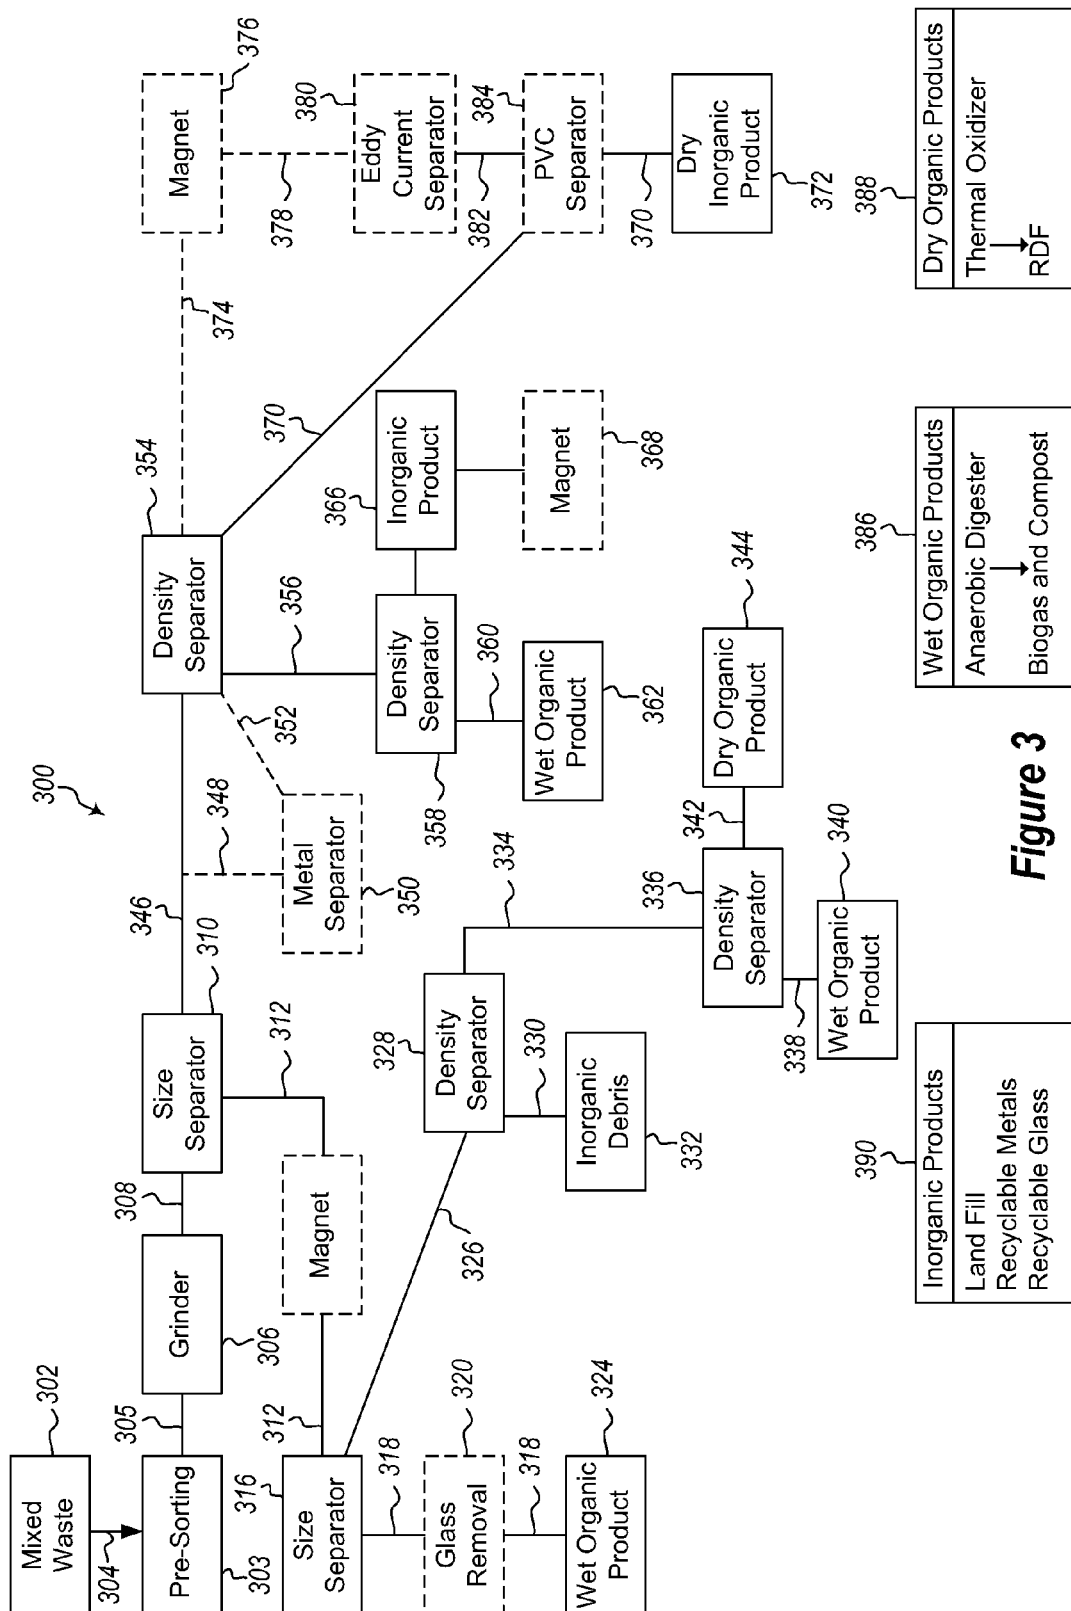 300
Mixed
Waste
302
304
Pre-Sorting
303
305
Grinder
306
308
Size
Separator
310
346
348
Metal
Separator
350
352
Density
Separator
354
374
Magnet
376
378
Eddy
Current
Separator
380
382
PVC
Separator
384
370
370
Dry
Inorganic
Product
372
312
Magnet
312
Size
Separator
316
318
Glass
Removal
320
318
Wet Organic
Product
324
326
Density
Separator
328
330
Inorganic
Debris
332
334
Density
Separator
336
338
Wet Organic
Product
340
342
Dry Organic
Product
344
356
Density
Separator
358
360
Wet Organic
Product
362
Inorganic
Product
366
Magnet
368
Inorganic Products
Land Fill
Recyclable Metals
Recyclable Glass
390
Wet Organic Products
Anaerobic Digester
Biogas and Compost
386
Dry Organic Products
Thermal Oxidizer
RDF
388
Figure 3